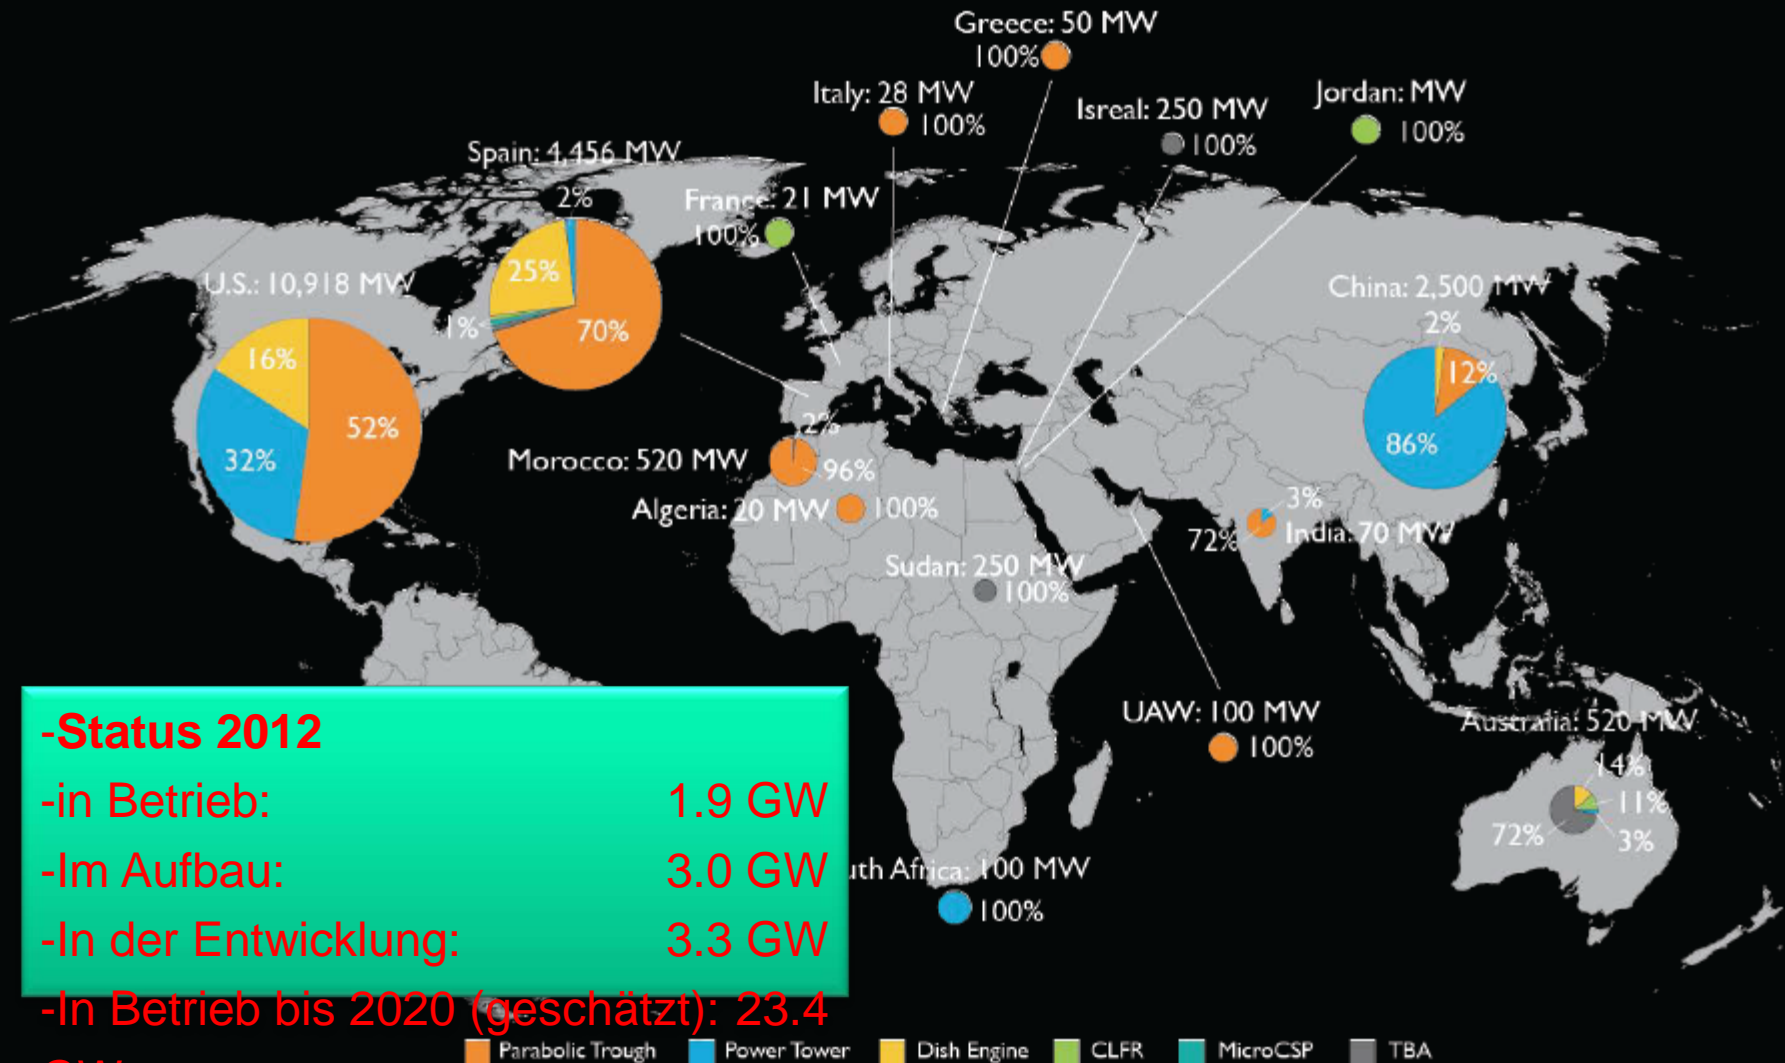 Greece: 50 MW
100%
Italy: 28 MW
100%
Isreal: 250 MW
100%
Jordan: MW
100%
Spain: 4,456 MW
2%
25%
1%
70%
France: 21 MW
100%
U.S.: 10,918 MW
16%
52%
32%
China: 2,500 MW
2%
12%
86%
Morocco: 520 MW
2%
96%
Algeria: 20 MW
100%
3%
72%
India: 70 MW
Sudan: 250 MW
100%
UAW: 100 MW
100%
Australia: 520 MW
14%
11%
72%
3%
uth Africa: 100 MW
100%
-Status 2012
-in Betrieb: 1.9 GW
-Im Aufbau: 3.0 GW
-In der Entwicklung: 3.3 GW
-In Betrieb bis 2020 (geschätzt): 23.4
Parabolic Trough Power Tower Dish Engine CLFR MicroCSP TBA